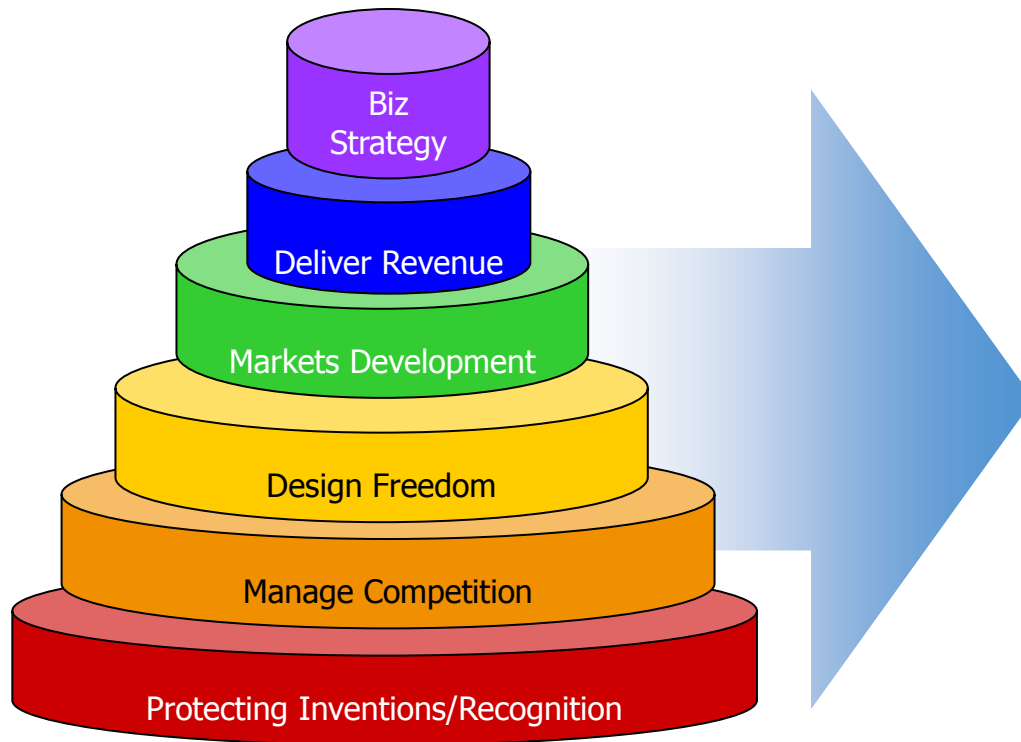 Biz
Strategy
Deliver Revenue
Markets Development
Design Freedom
Manage Competition
Protecting Inventions/Recognition